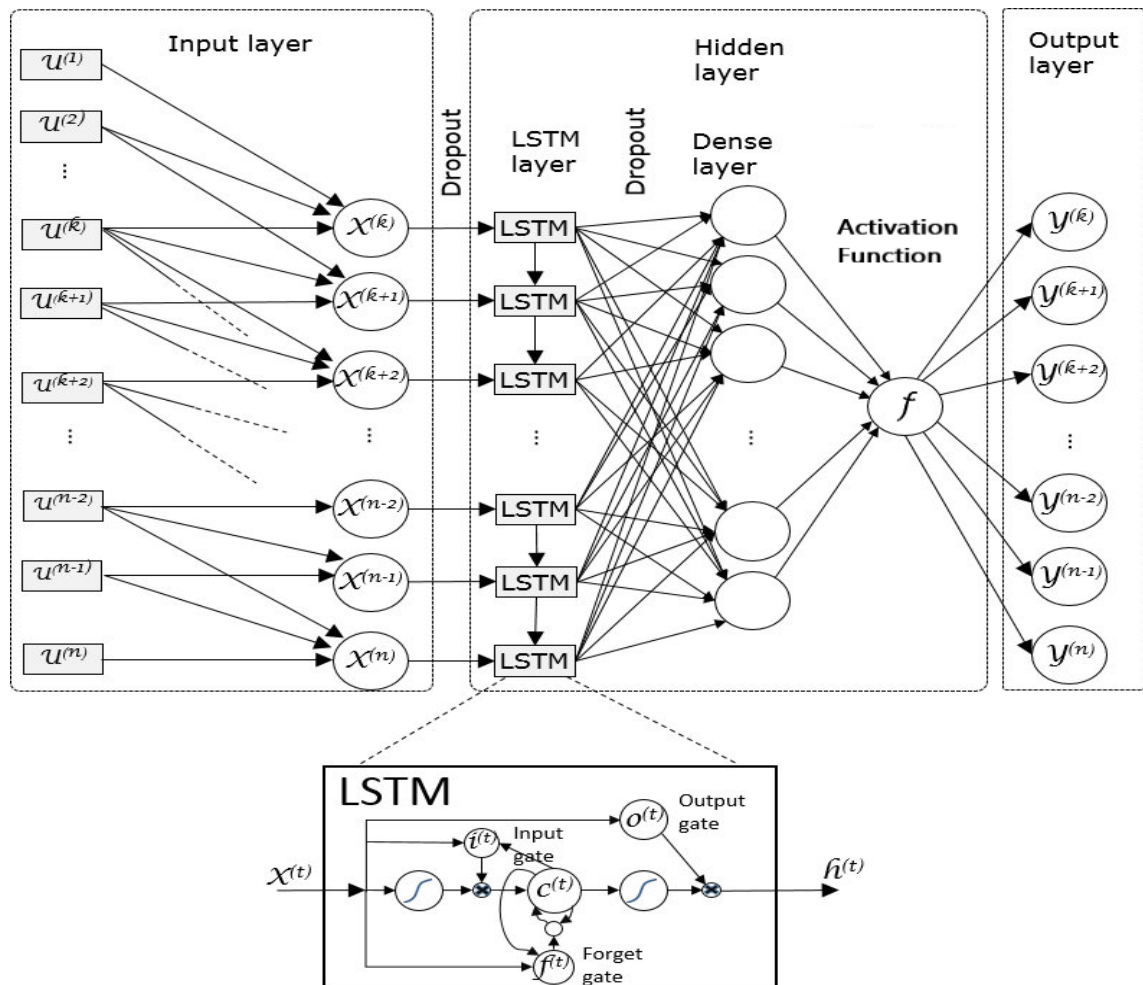 Input layer
Hidden
layer
Output
layer
Dropout
LSTM
layer
Dropout
Dense
layer
Activation
Function
u(1)
u(2)
...
u(k)
u(k+1)
u(k+2)
...
u(n-2)
u(n-1)
u(n)
x(k)
x(k+1)
x(k+2)
...
x(n-2)
x(n-1)
x(n)
LSTM
LSTM
LSTM
...
LSTM
LSTM
LSTM
...
f
y(k)
y(k+1)
y(k+2)
...
y(n-2)
y(n-1)
y(n)
LSTM
x(t)
i(t)
Input
gate
o(t)
Output
gate
c(t)
f(t)
Forget
gate
h(t)